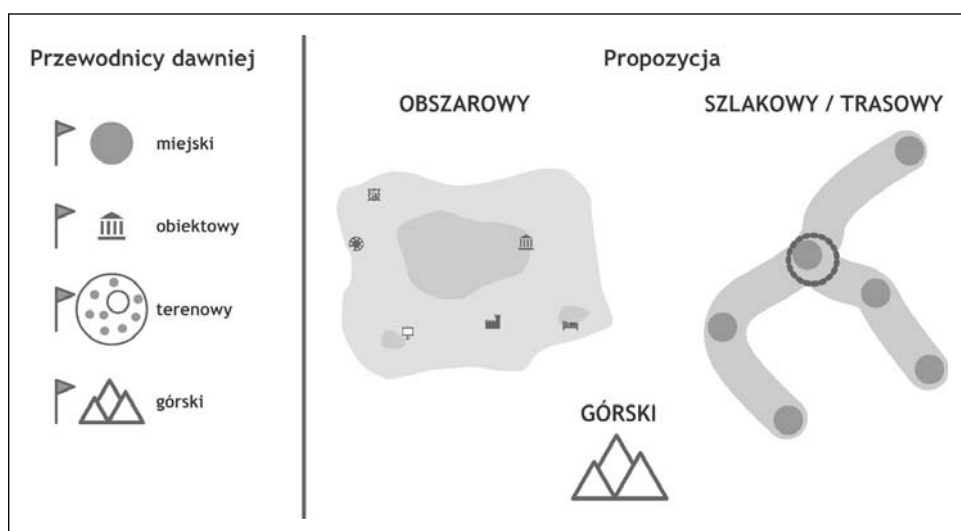 Przewodnicy dawniej
miejski
obiektowy
terenowy
górski
Propozycja
OBSZAROWY
SZLAKOWY / TRASOWY
GÓRSKI